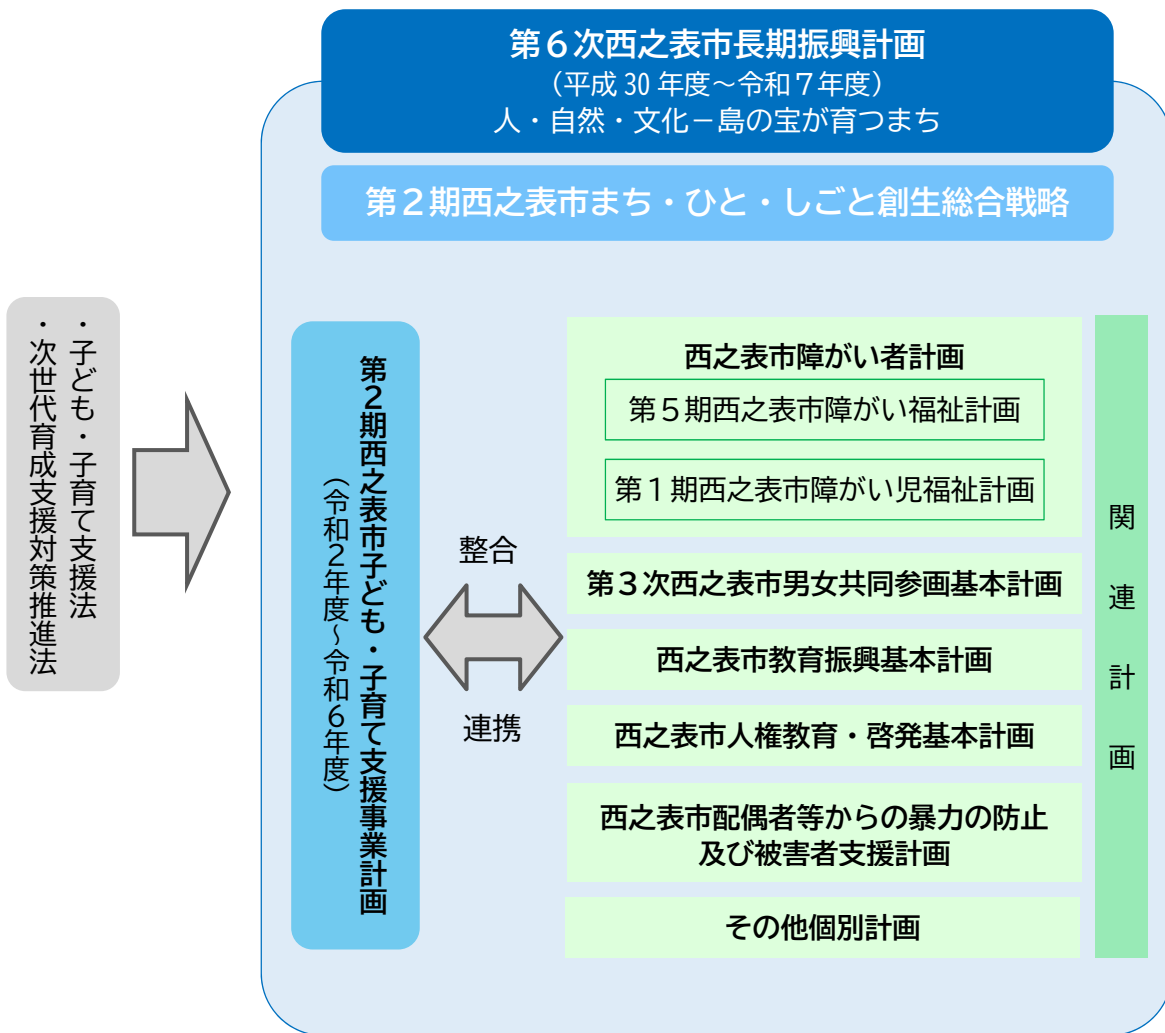 第６次西之表市長期振興計画
（平成 30 年度～令和７年度）
人・自然・文化－島の宝が育つまち
第２期西之表市まち・ひと・しごと創生総合戦略
・子ども・子育て支援法
・次世代育成支援対策推進法
第２期西之表市子ども・子育て支援事業計画
（令和２年度～令和６年度）
整合
連携
西之表市障がい者計画
第５期西之表市障がい福祉計画
第１期西之表市障がい児福祉計画
第３次西之表市男女共同参画基本計画
西之表市教育振興基本計画
西之表市人権教育・啓発基本計画
西之表市配偶者等からの暴力の防止
及び被害者支援計画
その他個別計画
関連計画